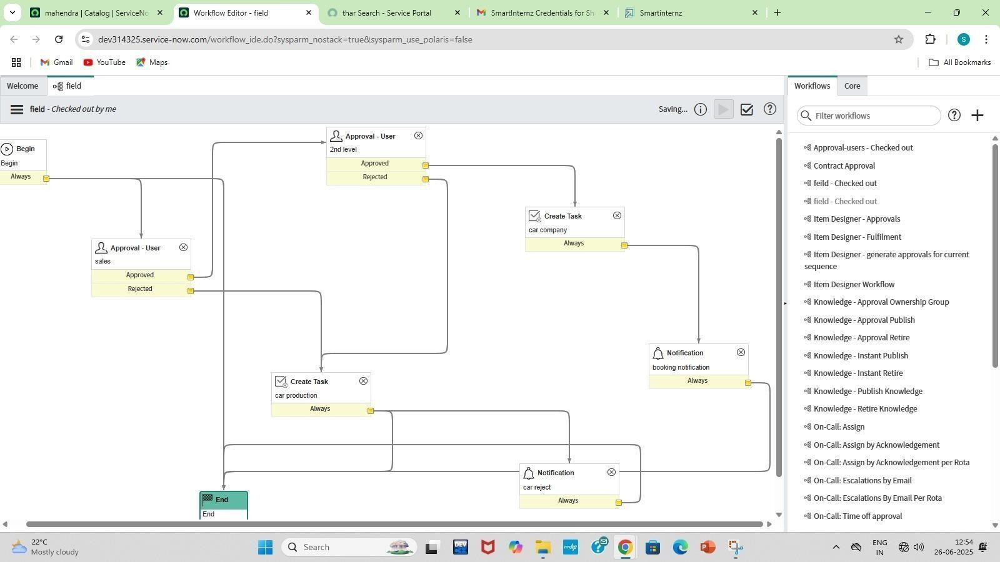 mahendra | Catalog | ServiceNo
Workflow Editor - field
thar Search - Service Portal
SmartInternz Credentials for Sh
Smartinternz
dev314325.service-now.com/workflow_ide.do?sysparm_nostack=true&sysparm_use_polaris=false
S
Gmail
YouTube
Maps
All Bookmarks
Welcome
field
Workflows
Core
field - Checked out by me
Saving...
Filter workflows
Begin
Begin
Always
Approval - User
2nd level
Approved
Rejected
Create Task
car company
Always
Approval - User
sales
Approved
Rejected
Notification
booking notification
Always
Create Task
car production
Always
Notification
car reject
Always
End
End
Approval-users - Checked out
Contract Approval
feild - Checked out
field - Checked out
Item Designer - Approvals
Item Designer - Fulfilment
Item Designer - generate approvals for current
sequence
Item Designer Workflow
Knowledge - Approval Ownership Group
Knowledge - Approval Publish
Knowledge - Approval Retire
Knowledge - Instant Publish
Knowledge - Instant Retire
Knowledge - Publish Knowledge
Knowledge - Retire Knowledge
On-Call: Assign
On-Call: Assign by Acknowledgement
On-Call: Assign by Acknowledgement per Rota
On-Call: Escalations by Email
On-Call: Escalations By Email Per Rota
On-Call: Time off approval
22°C
Mostly cloudy
Search
DEV
myhp
ENG
IN
12:54
26-06-2025